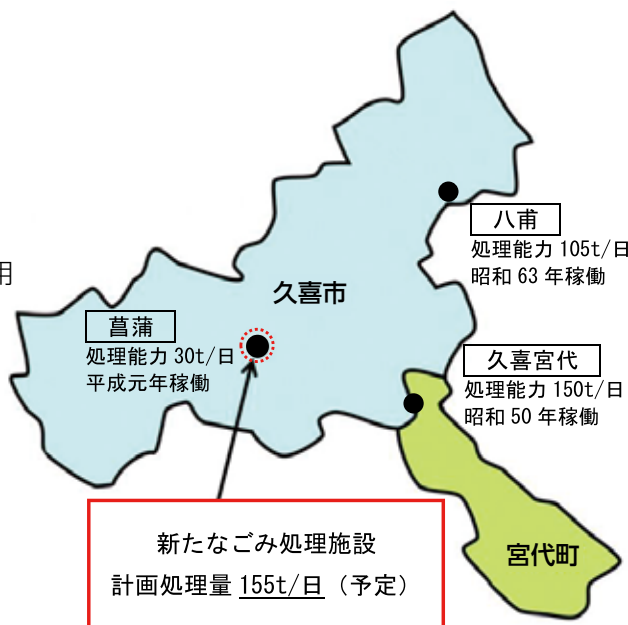 八甫
処理能力 105t/日
昭和 63 年稼働
用
久喜市
菖蒲
処理能力 30t/日
平成元年稼働
久喜宮代
処理能力 150t/日
昭和 50 年稼働
新たなごみ処理施設
計画処理量 155t/日（予定）
宮代町